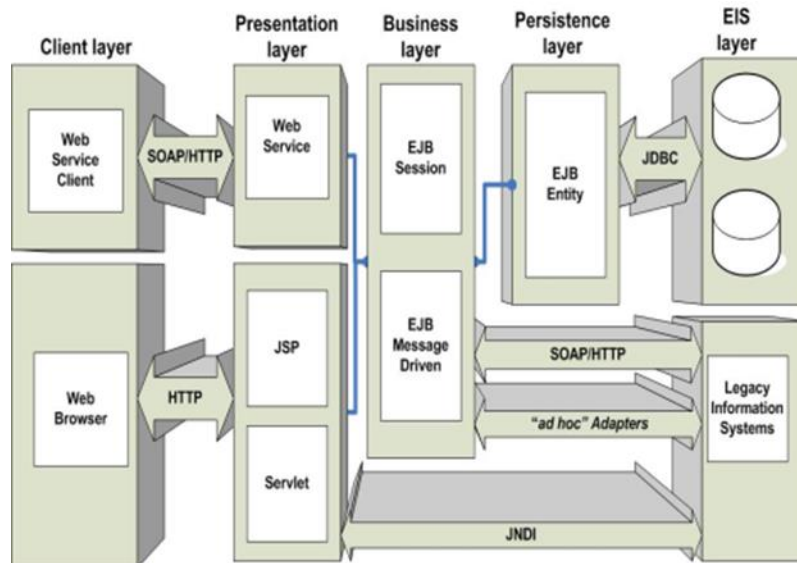 Client layer
Presentation
layer
Business
layer
Persistence
layer
EIS
layer
Web
Service
Client
SOAP/HTTP
Web
Service
EJB
Session
EJB
Entity
JDBC
Web
Browser
HTTP
JSP
Servlet
EJB
Message
Driven
SOAP/HTTP
"ad hoc" Adapters
JNDI
Legacy
Information
Systems